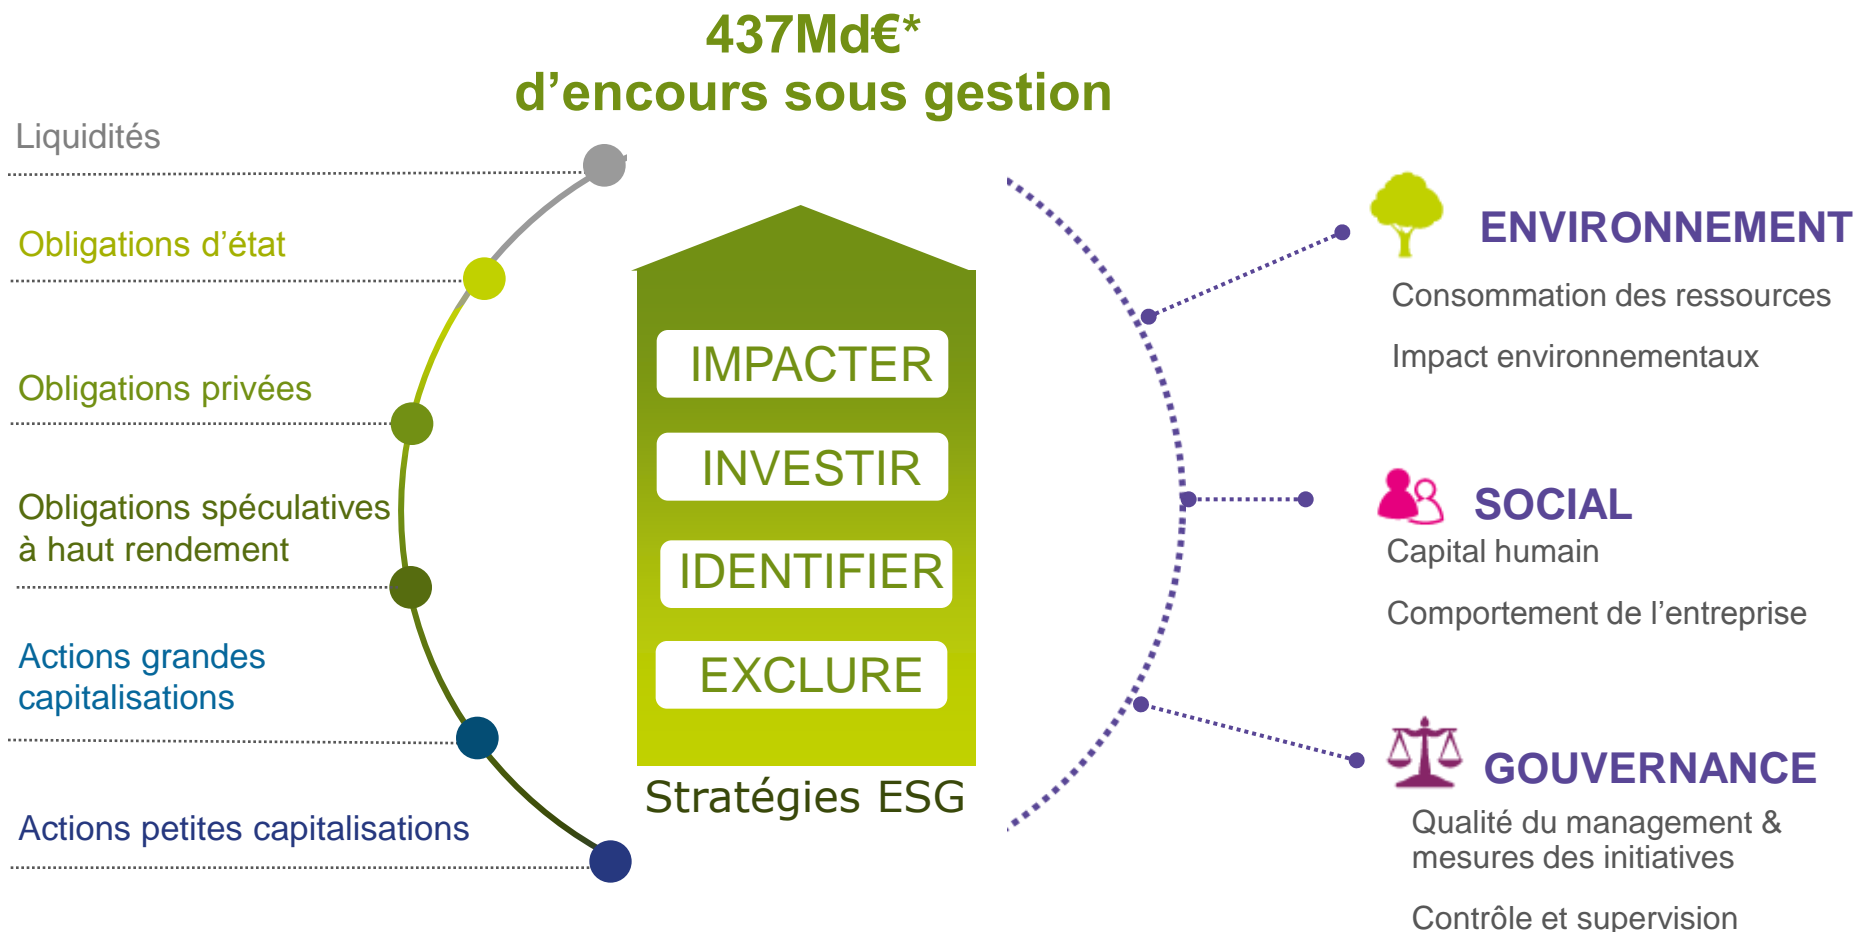 437Md€*
d’encours sous gestion
Liquidités
Obligations d’état
Obligations privées
Obligations spéculatives
à haut rendement
Actions grandes
capitalisations
Actions petites capitalisations
IMPACTER
INVESTIR
IDENTIFIER
EXCLURE
Stratégies ESG
ENVIRONNEMENT
Consommation des ressources
Impact environnementaux
SOCIAL
Capital humain
Comportement de l’entreprise
GOUVERNANCE
Qualité du management &
mesures des initiatives
Contrôle et supervision